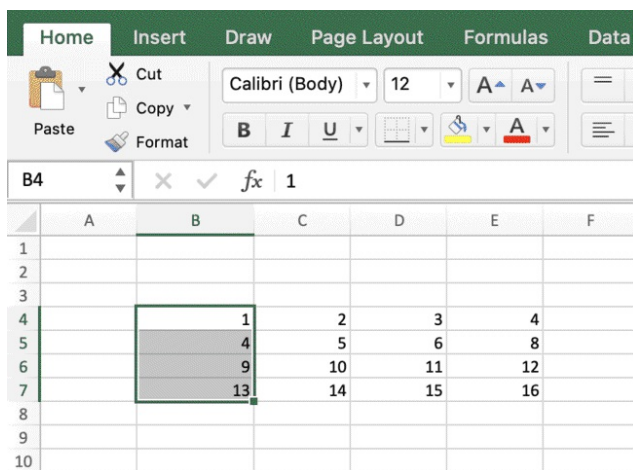 Home Insert Draw Page Layout Formulas Data
Cut
Calibri (Body) 12 A A
Copy
Paste
Format
B I U A
B4 fx 1
A B C D E F
1
2
3
4 1 2 3 4
5 4 5 6 8
6 9 10 11 12
7 13 14 15 16
8
9
10